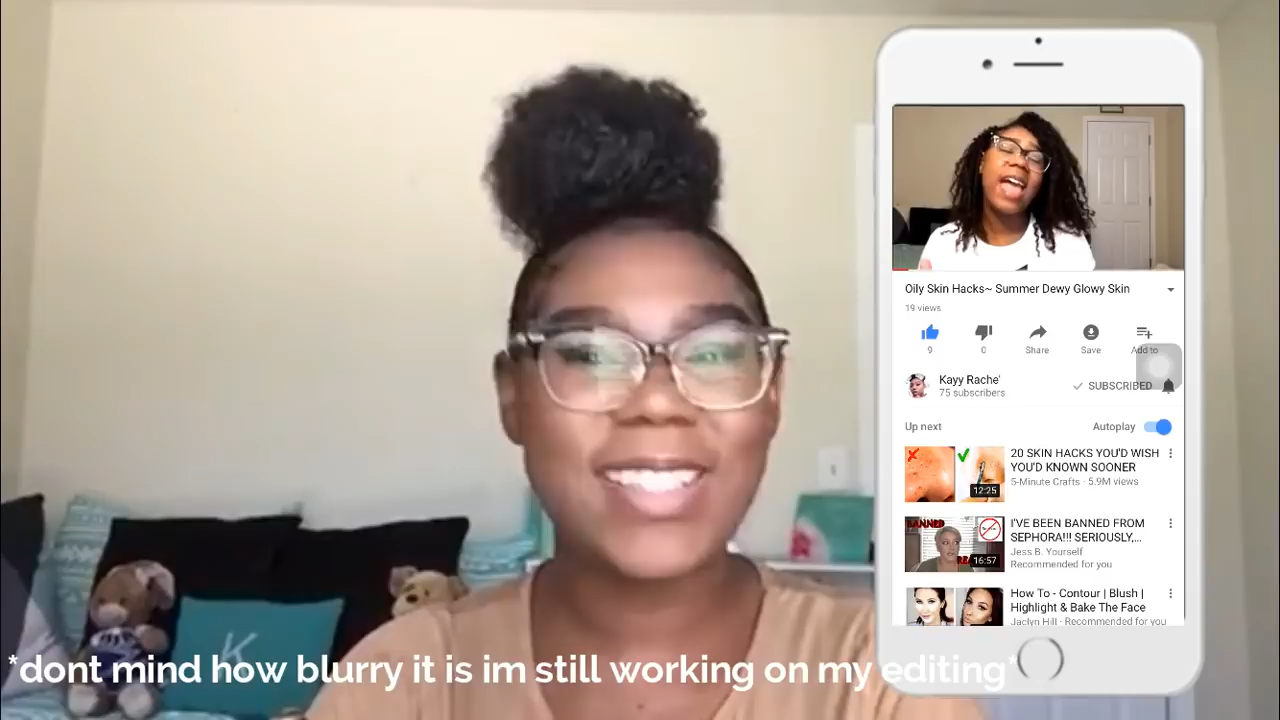 Oily Skin Hacks~ Summer Dewy Glowy Skin
19 views
9
0
Share
Save
Add to
Kayy Rache'
75 subscribers
SUBSCRIBED
Up next
Autoplay
20 SKIN HACKS YOU'D WISH
YOU'D KNOWN SOONER
5-Minute Crafts · 5.9M views
12:25
BANNED
I'VE BEEN BANNED FROM
SEPHORA!!! SERIOUSLY,...
Jess B. Yourself
Recommended for you
16:57
How To - Contour | Blush |
Highlight & Bake The Face
Jaclyn Hill · Recommended for you
K
*dont mind how blurry it is im still working on my editing*